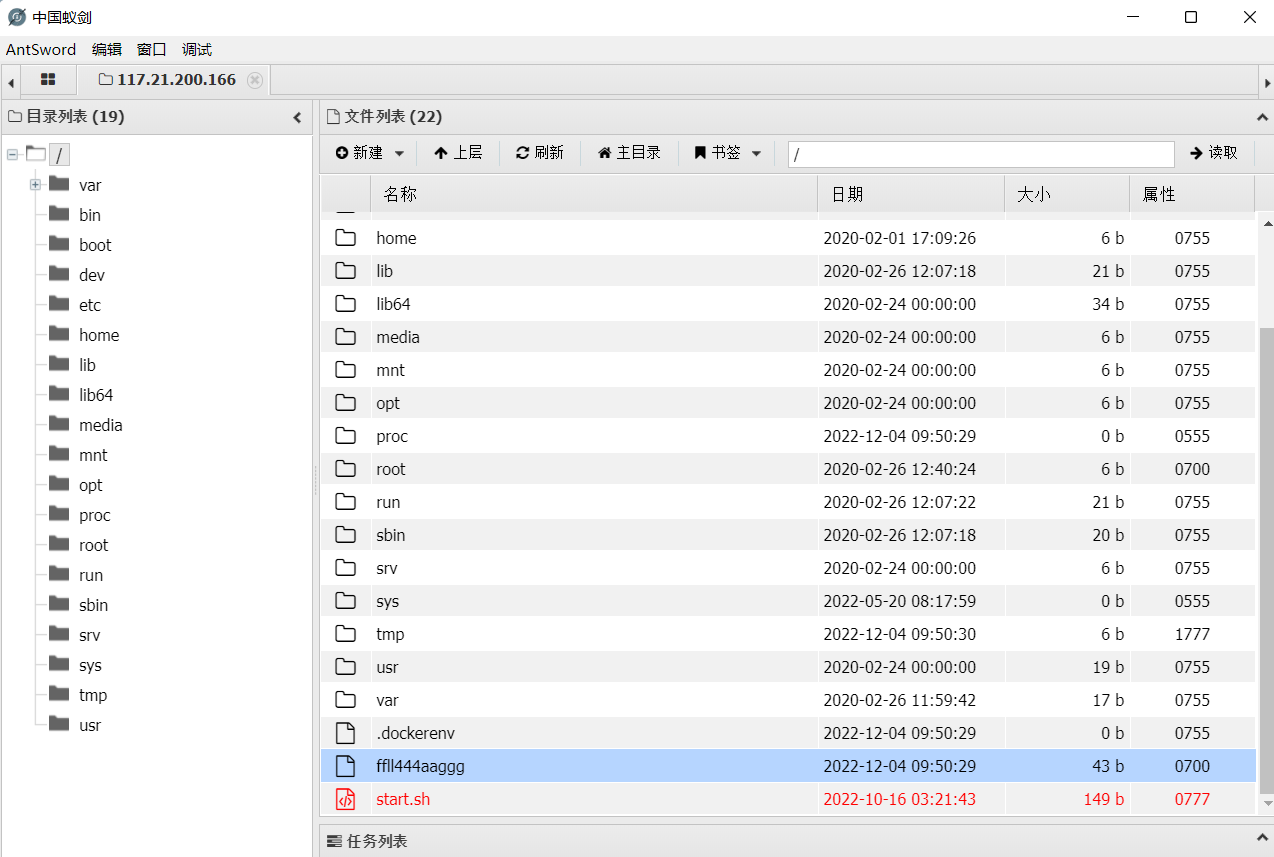 中国蚁剑
AntSword 编辑 窗口 调试
117.21.200.166
目录列表 (19)
/
var
bin
boot
dev
etc
home
lib
lib64
media
mnt
opt
proc
root
run
sbin
srv
sys
tmp
usr
文件列表 (22)
新建 上层 刷新 主目录 书签 / 读取
名称 日期 大小 属性
home 2020-02-01 17:09:26 6 b 0755
lib 2020-02-26 12:07:18 21 b 0755
lib64 2020-02-24 00:00:00 34 b 0755
media 2020-02-24 00:00:00 6 b 0755
mnt 2020-02-24 00:00:00 6 b 0755
opt 2020-02-24 00:00:00 6 b 0755
proc 2022-12-04 09:50:29 0 b 0555
root 2020-02-26 12:40:24 6 b 0700
run 2020-02-26 12:07:22 21 b 0755
sbin 2020-02-26 12:07:18 20 b 0755
srv 2020-02-24 00:00:00 6 b 0755
sys 2022-05-20 08:17:59 0 b 0555
tmp 2022-12-04 09:50:30 6 b 1777
usr 2020-02-24 00:00:00 19 b 0755
var 2020-02-26 11:59:42 17 b 0755
.dockerenv 2022-12-04 09:50:29 0 b 0755
ffll444aaggg 2022-12-04 09:50:29 43 b 0700
start.sh 2022-10-16 03:21:43 149 b 0777
任务列表